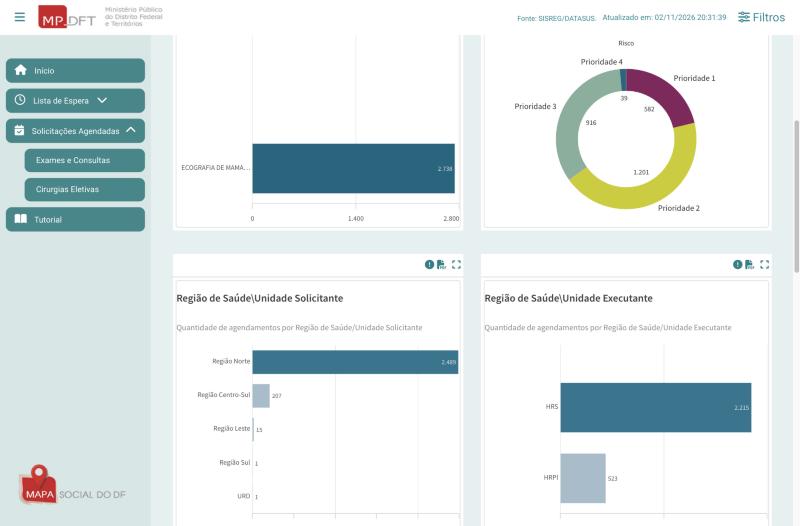 MP DFT
Ministério Público
do Distrito Federal
e Territórios
Fonte: SISREG/DATASUS.
Atualizado em: 02/11/2026 20:31:39
Filtros
Início
Lista de Espera
Solicitações Agendadas
Exames e Consultas
Cirurgias Eletivas
Tutorial
MAPA SOCIAL DO DF
ECOGRAFIA DE MAMA...
2.738
0
1.400
2.800
Risco
Prioridade 4
Prioridade 1
Prioridade 3
Prioridade 2
39
582
916
1.201
Região de Saúde\Unidade Solicitante
Quantidade de agendamentos por Região de Saúde/Unidade Solicitante
Região Norte
2.489
Região Centro-Sul
207
Região Leste
15
Região Sul
1
URD
1
Região de Saúde\Unidade Executante
Quantidade de agendamentos por Região de Saúde/Unidade Executante
HRS
2.215
HRPl
523